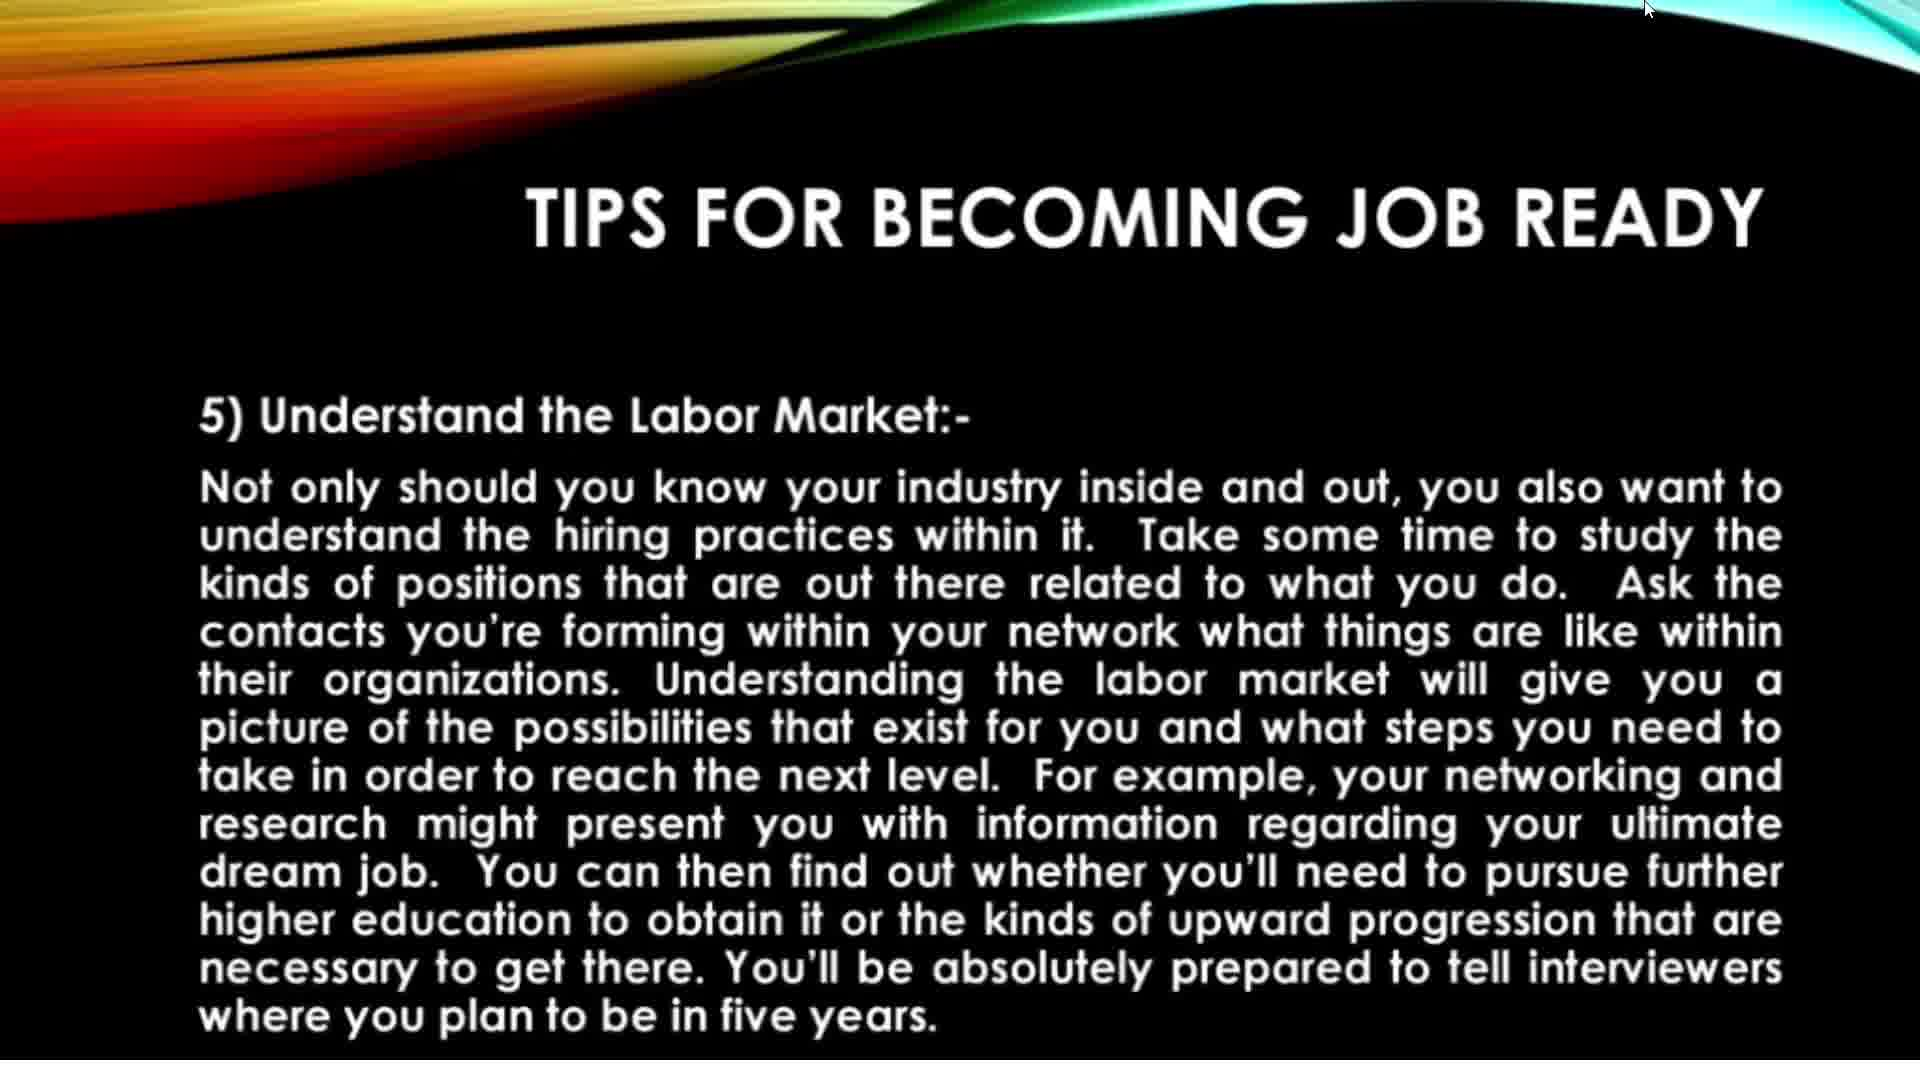 TIPS FOR BECOMING JOB READY
5) Understand the Labor Market:-
Not only should you know your industry inside and out, you also want to
understand the hiring practices within it. Take some time to study the
kinds of positions that are out there related to what you do. Ask the
contacts you're forming within your network what things are like within
their organizations. Understanding the labor market will give you a
picture of the possibilities that exist for you and what steps you need to
take in order to reach the next level. For example, your networking and
research might present you with information regarding your ultimate
dream job. You can then find out whether you'll need to pursue further
higher education to obtain it or the kinds of upward progression that are
necessary to get there. You'll be absolutely prepared to tell interviewers
where you plan to be in five years.